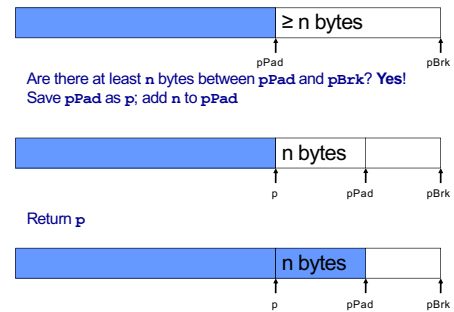 ≥ n bytes
pPad pBrk
Are there at least n bytes between pPad and pBrk? Yes!
Save pPad as p; add n to pPad
n bytes
p pPad pBrk
Return p
n bytes
p pPad pBrk